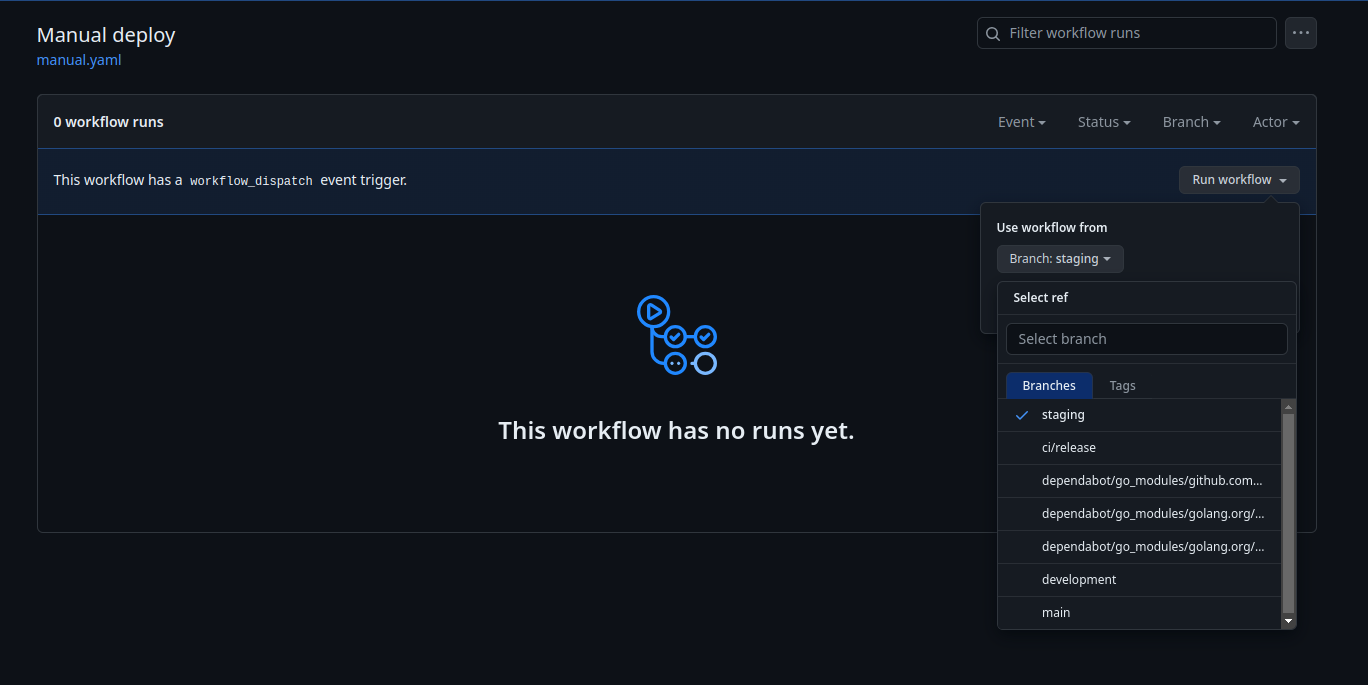 Manual deploy
manual.yaml
Filter workflow runs
0 workflow runs
Event
Status
Branch
Actor
This workflow has a workflow_dispatch event trigger.
Run workflow
Use workflow from
Branch: staging
Select ref
Select branch
Branches
Tags
staging
ci/release
dependabot/go_modules/github.com...
dependabot/go_modules/golang.org/...
dependabot/go_modules/golang.org/...
development
main
This workflow has no runs yet.